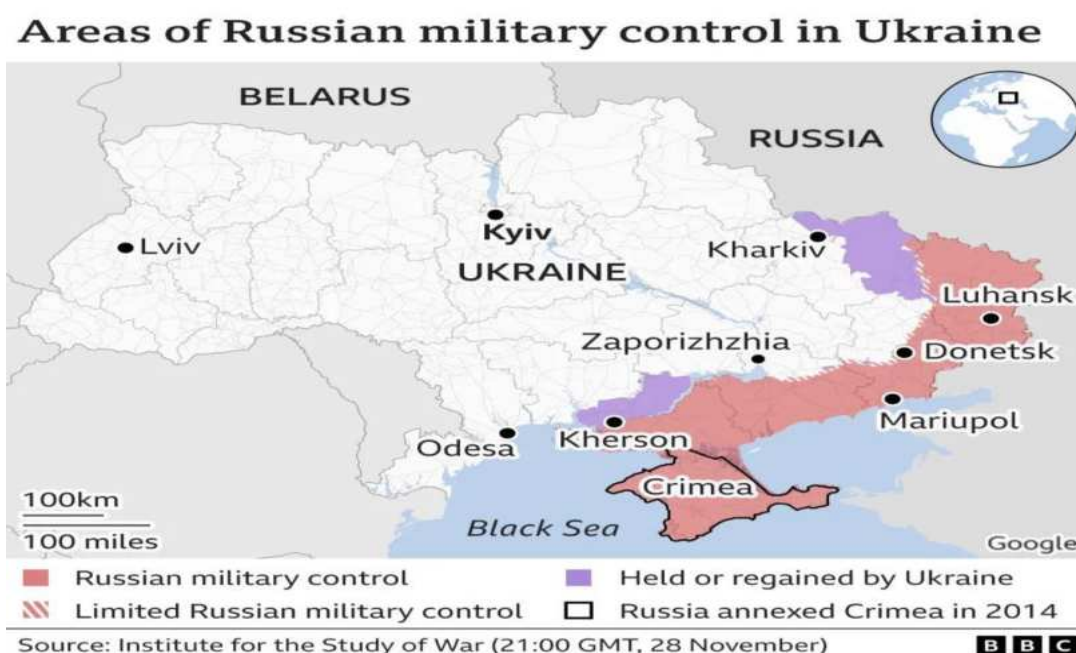 Areas of Russian military control in Ukraine
BELARUS
RUSSIA
Kyiv
Lviv
Kharkiv
UKRAINE
Luhansk
Zaporizhzhia
Donetsk
Mariupol
Kherson
Odesa
Crimea
100km
100 miles
Black Sea
Google
Russian military control
Held or regained by Ukraine
Limited Russian military control
Russia annexed Crimea in 2014
Source: Institute for the Study of War (21:00 GMT, 28 November)
BBC